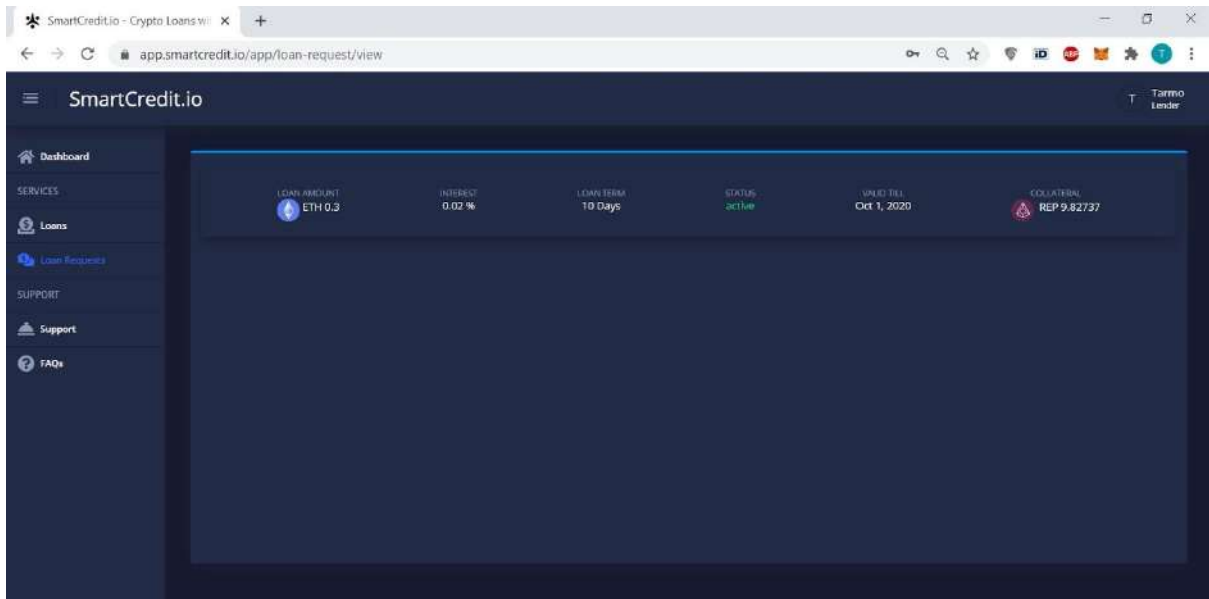 SmartCredit.io - Crypto Loans wi
app.smartcredit.io/app/loan-request/view
iD
ABP
T
SmartCredit.io
T
Tarmo
Lender
Dashboard
SERVICES
Loans
Loan Requests
SUPPORT
Support
FAQs
LOAN AMOUNT
ETH 0.3
INTEREST
0.02 %
LOAN TERM
10 Days
STATUS
active
VALID TILL
Oct 1, 2020
COLLATERAL
REP 9.82737